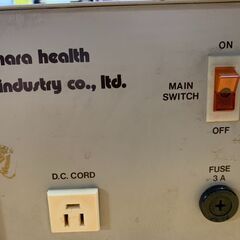 hara health
industry co., ltd.
ON
MAIN
SWITCH
OFF
D.C. CORD
FUSE
3 A